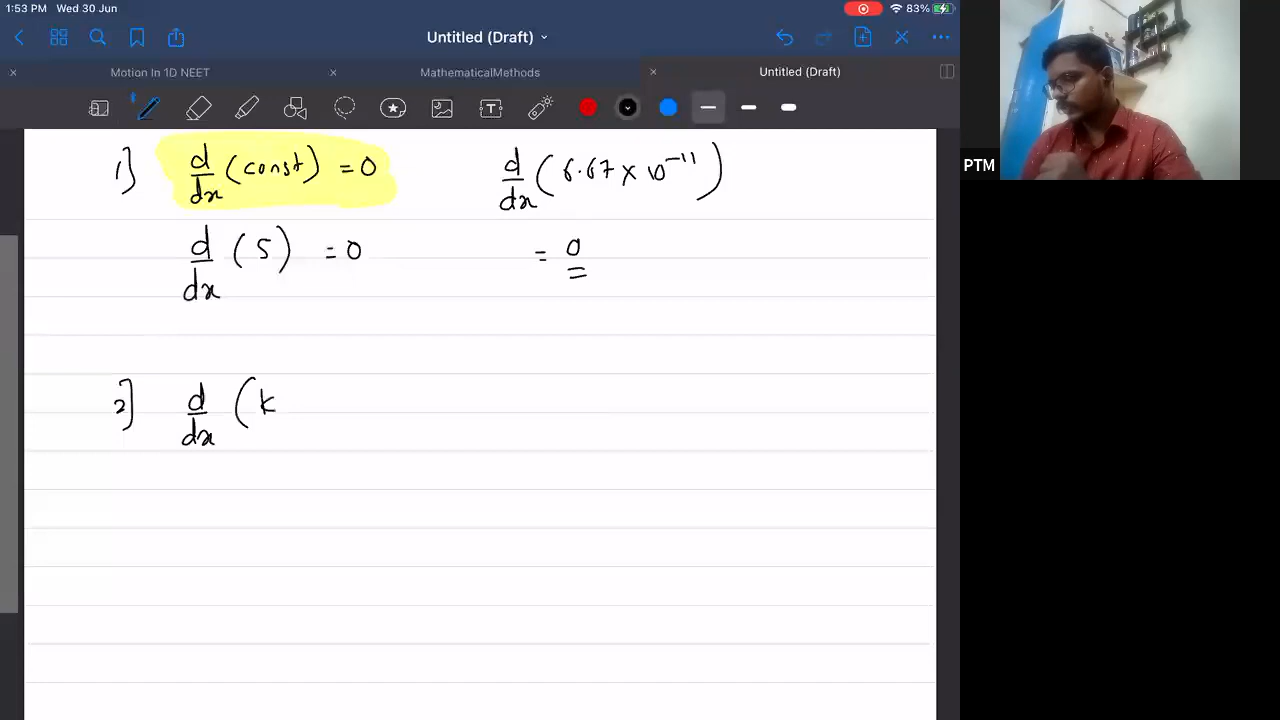 1:53 PM Wed 30 Jun 83%
Untitled (Draft)
Motion In 1D NEET MathematicalMethods Untitled (Draft)
1] d/dx (const) = 0 d/dx (6.67 × 10⁻¹¹)
d/dx (5) = 0 = 0
2] d/dx (k
PTM